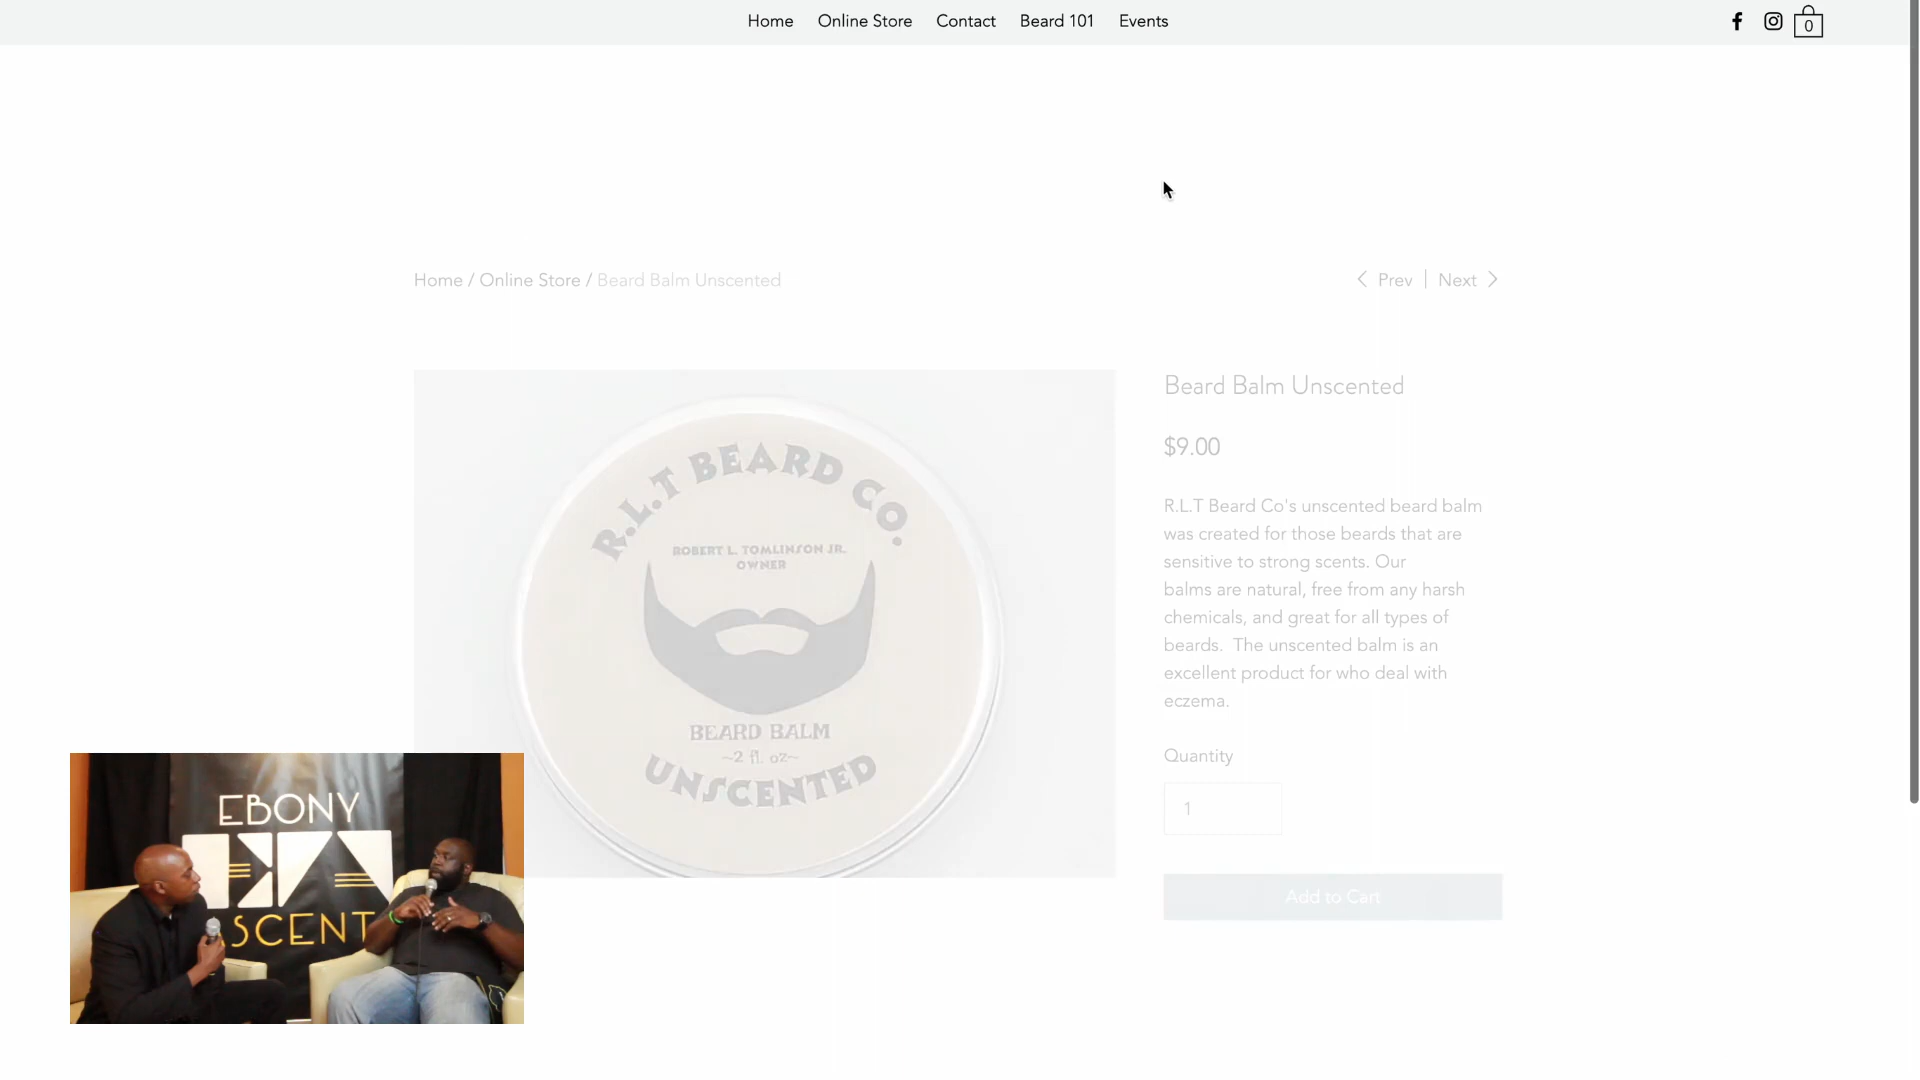 Home Online Store Contact Beard 101 Events
0
Home / Online Store / Beard Balm Unscented
Prev | Next
R.L.T BEARD CO.
ROBERT L. TOMLINSON JR.
OWNER
BEARD BALM
~2 fl. oz~
UNSCENTED
Beard Balm Unscented
$9.00
R.L.T Beard Co's unscented beard balm
was created for those beards that are
sensitive to strong scents. Our
balms are natural, free from any harsh
chemicals, and great for all types of
beards. The unscented balm is an
excellent product for who deal with
eczema.
Quantity
1
Add to Cart
EBONY
SCENT